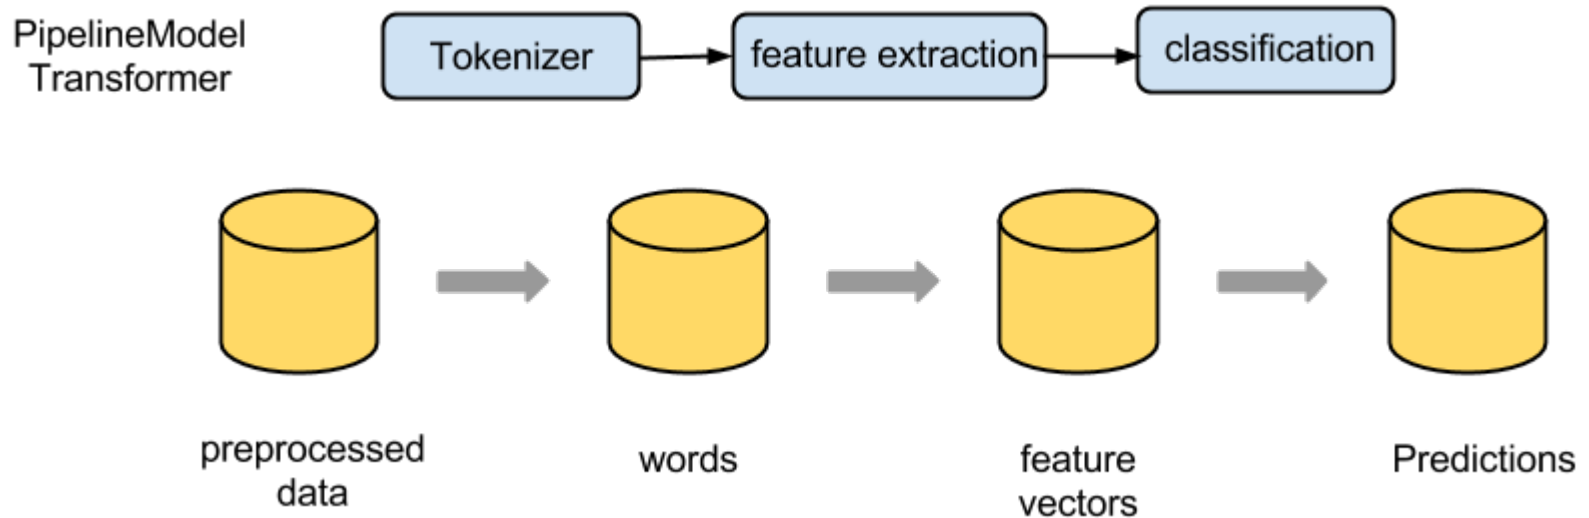 PipelineModel
Transformer
Tokenizer
feature extraction
classification
preprocessed
data
words
feature
vectors
Predictions